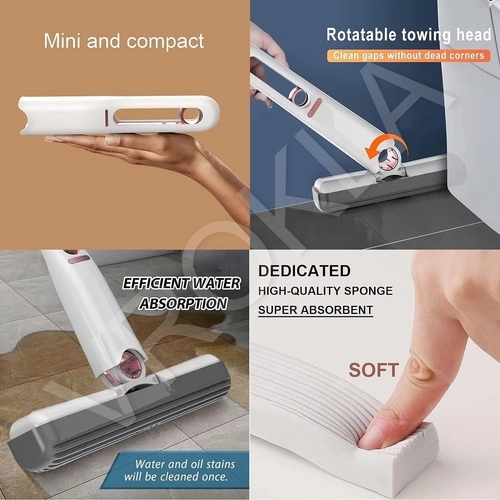 Mini and compact
Rotatable towing head
Clean gaps without dead corners
EFFICIENT WATER
ABSORPTION
Water and oil stains
will be cleaned once.
DEDICATED
HIGH-QUALITY SPONGE
SUPER ABSORBENT
SOFT